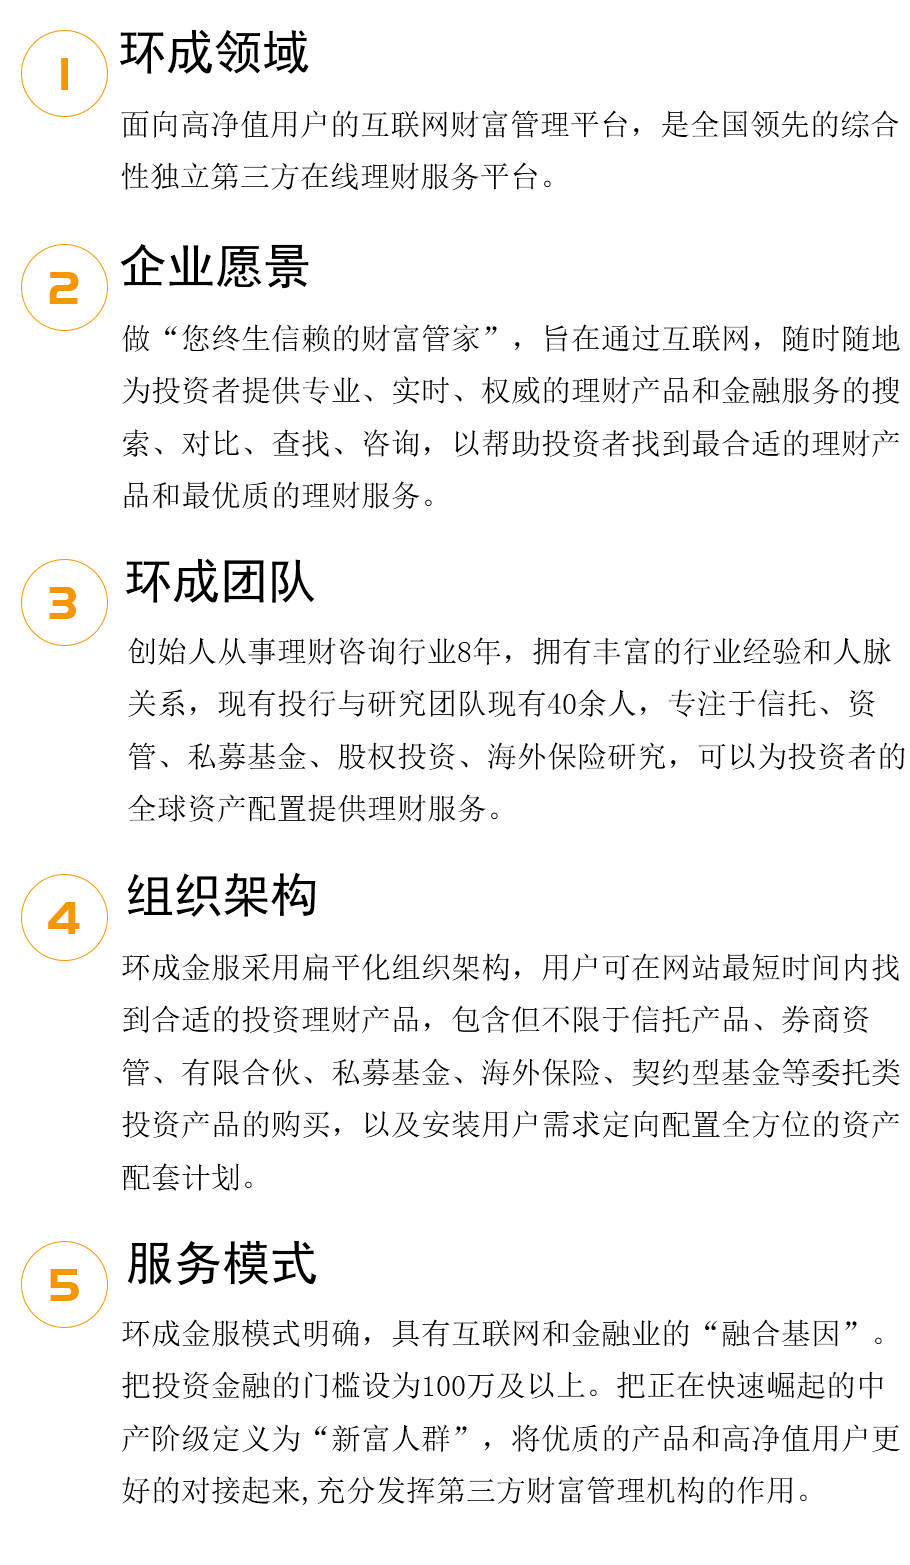 1
环成领域
面向高净值用户的互联网财富管理平台，是全国领先的综合
性独立第三方在线理财服务平台。
2
企业愿景
做“您终生信赖的财富管家”，旨在通过互联网，随时随地
为投资者提供专业、实时、权威的理财产品和金融服务的搜
索、对比、查找、咨询，以帮助投资者找到最合适的理财产
品和最优质的理财服务。
3
环成团队
创始人从事理财咨询行业8年，拥有丰富的行业经验和人脉
关系，现有投行与研究团队现有40余人，专注于信托、资
管、私募基金、股权投资、海外保险研究，可以为投资者的
全球资产配置提供理财服务。
4
组织架构
环成金服采用扁平化组织架构，用户可在网站最短时间内找
到合适的投资理财产品，包含但不限于信托产品、券商资
管、有限合伙、私募基金、海外保险、契约型基金等委托类
投资产品的购买，以及安装用户需求定向配置全方位的资产
配套计划。
5
服务模式
环成金服模式明确，具有互联网和金融业的“融合基因”。
把投资金融的门槛设为100万及以上。把正在快速崛起的中
产阶级定义为“新富人群”，将优质的产品和高净值用户更
好的对接起来,充分发挥第三方财富管理机构的作用。